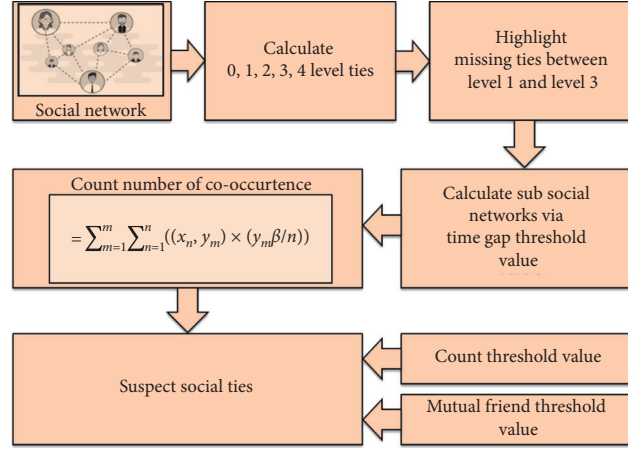 Social network
Calculate
0, 1, 2, 3, 4 level ties
Highlight
missing ties between
level 1 and level 3
Calculate sub social
networks via
time gap threshold
value
Count number of co-occurtence
= ∑_{m=1}^{m} ∑_{n=1}^{n} ((x_n, y_m) × (y_mβ/n))
Suspect social ties
Count threshold value
Mutual friend threshold
value